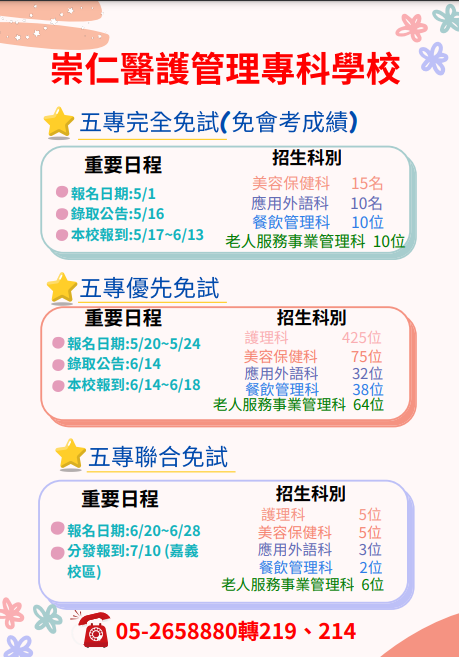 崇仁醫護管理專科學校
五專完全免試(免會考成績)
重要日程
報名日期:5/1
錄取公告:5/16
本校報到:5/17~6/13
招生科別
美容保健科 15名
應用外語科 10名
餐飲管理科 10位
老人服務事業管理科 10位
五專優先免試
重要日程
報名日期:5/20~5/24
錄取公告:6/14
本校報到:6/14~6/18
招生科別
護理科 425位
美容保健科 75位
應用外語科 32位
餐飲管理科 38位
老人服務事業管理科 64位
五專聯合免試
重要日程
報名日期:6/20~6/28
分發報到:7/10 (嘉義
校區)
招生科別
護理科 5位
美容保健科 5位
應用外語科 3位
餐飲管理科 2位
老人服務事業管理科 6位
05-2658880轉219、214